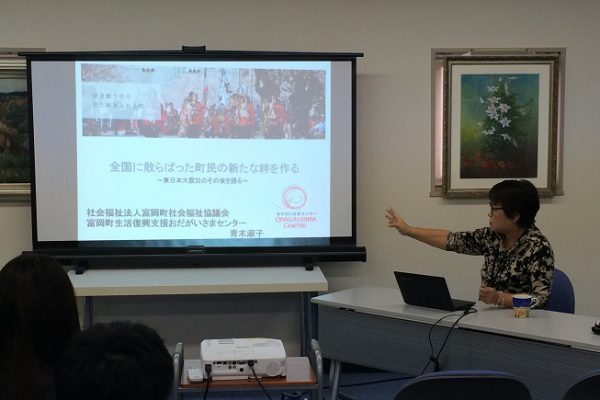 全国に散らばった町民の新たな絆を作る
～東日本大震災のその後を語る～
社会福祉法人富岡町社会福祉協議会
富岡町生活復興支援おだがいさまセンター
青木淑子
ODAGAISAMA
CENTER